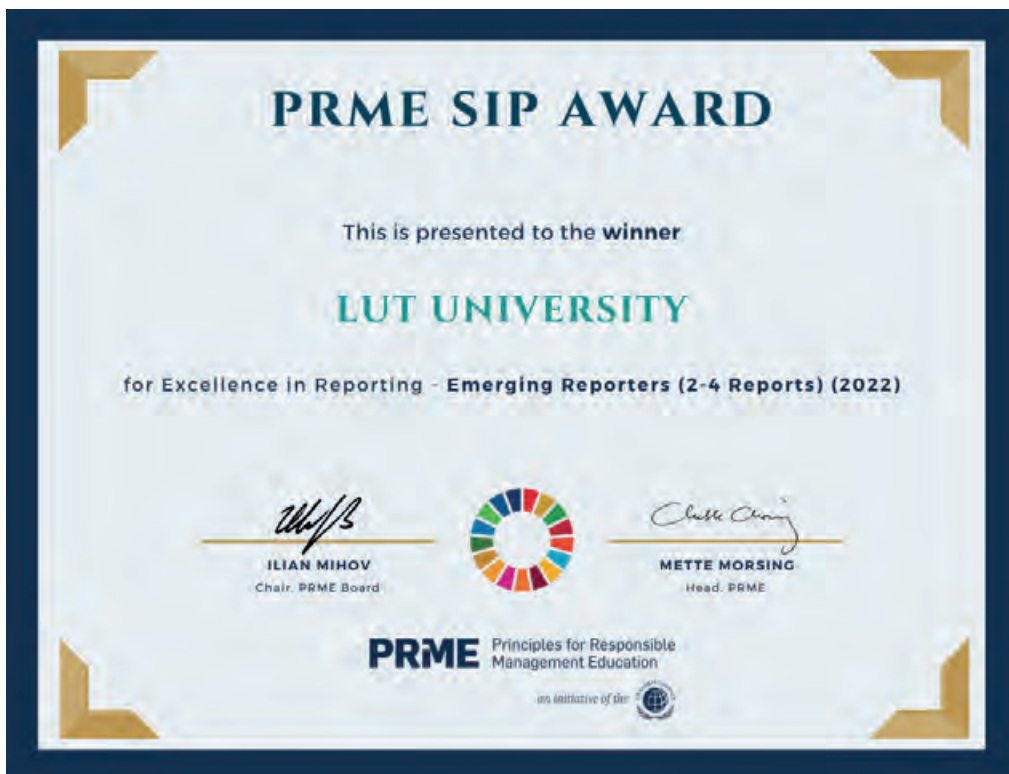 PRME SIP AWARD
This is presented to the winner
LUT UNIVERSITY
for Excellence in Reporting - Emerging Reporters (2-4 Reports) (2022)
ILIAN MIHOV
Chair, PRME Board
METTE MORSING
Head, PRME
PRME Principles for Responsible
Management Education
an initiative of the